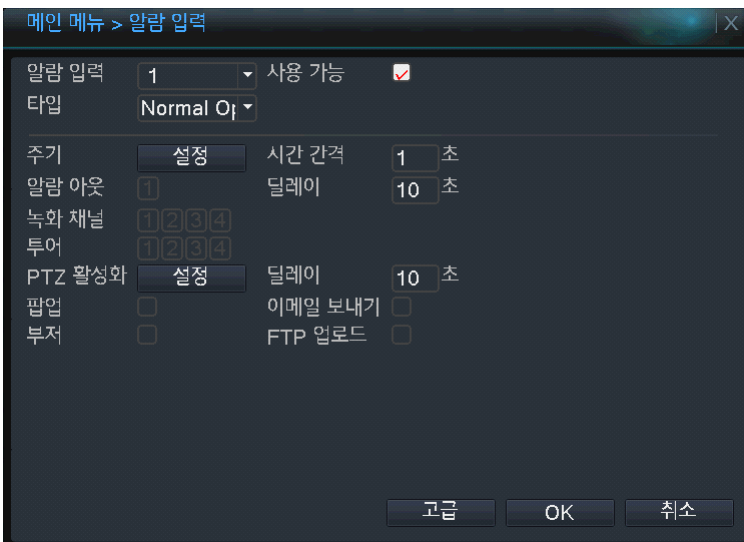 메인 메뉴 > 알람 입력 X
알람 입력 1 사용 가능
타입 Normal Op
주기 설정 시간 간격 1 초
알람 아웃 1 딜레이 10 초
녹화 채널 1 2 3 4
투어 1 2 3 4
PTZ 활성화 설정 딜레이 10 초
팝업 이메일 보내기
부저 FTP 업로드
고급 OK 취소